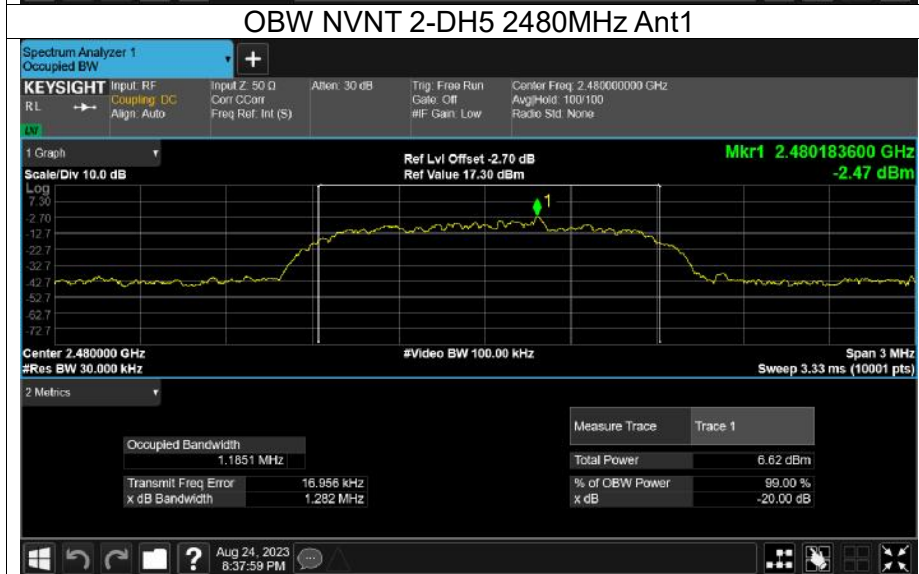 OBW NVNT 2-DH5 2480MHz Ant1
Spectrum Analyzer 1
Occupied BW
+
KEYSIGHT Input: RF Input Z: 50 Ω Atten: 30 dB Trig: Free Run Center Freq: 2.480000000 GHz
RL Coupling: DC Corr CCorr Gate: Off Avg|Hold: 100/100
Align: Auto Freq Ref: Int (S) #IF Gain: Low Radio Std: None
1 Graph Ref Lvl Offset -2.70 dB Mkr1 2.480183600 GHz
Scale/Div 10.0 dB Ref Value 17.30 dBm -2.47 dBm
Log
7.30
1
-2.70
-12.7
-22.7
-32.7
-42.7
-52.7
-62.7
-72.7
Center 2.480000 GHz #Video BW 100.00 kHz Span 3 MHz
#Res BW 30.000 kHz Sweep 3.33 ms (10001 pts)
2 Metrics
Measure Trace Trace 1
Occupied Bandwidth
1.1851 MHz Total Power 6.62 dBm
Transmit Freq Error 16.956 kHz % of OBW Power 99.00 %
x dB Bandwidth 1.282 MHz x dB -20.00 dB
? Aug 24, 2023
8:37:59 PM